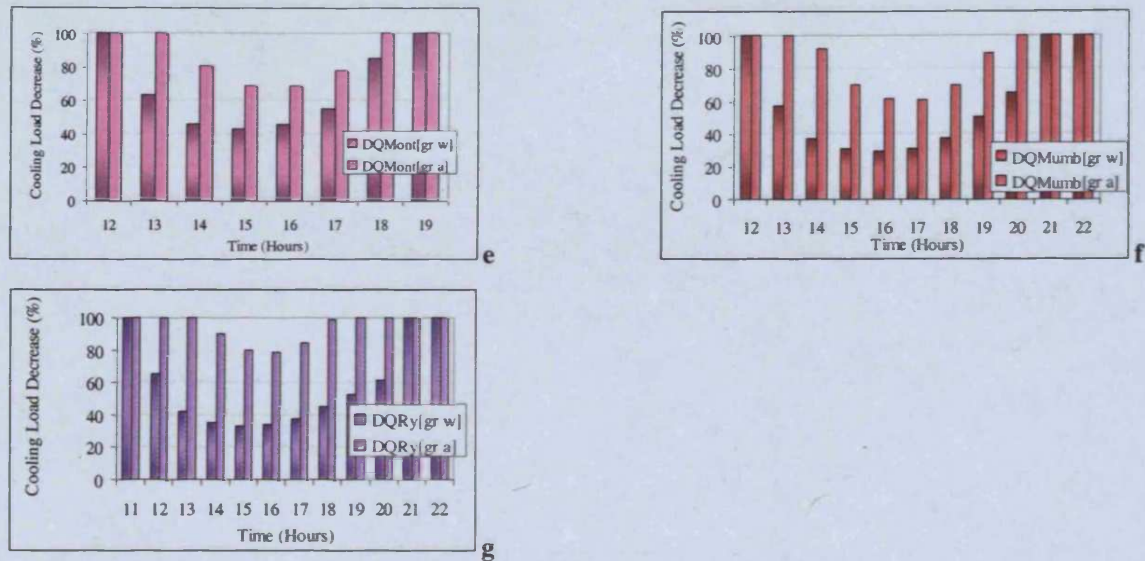 Cooling Load Decrease (%)
100
80
60
40
20
0
12 13 14 15 16 17 18 19
Time (Hours)
DQMont[gr w]
DQMont[gr a]
e
Cooling Load Decrease (%)
100
80
60
40
20
0
12 13 14 15 16 17 18 19 20 21 22
Time (Hours)
DQMumb[gr w]
DQMumb[gr a]
f
Cooling Load Decrease (%)
100
80
60
40
20
0
11 12 13 14 15 16 17 18 19 20 21 22
Time (Hours)
DQRy[gr w]
DQRy[gr a]
g